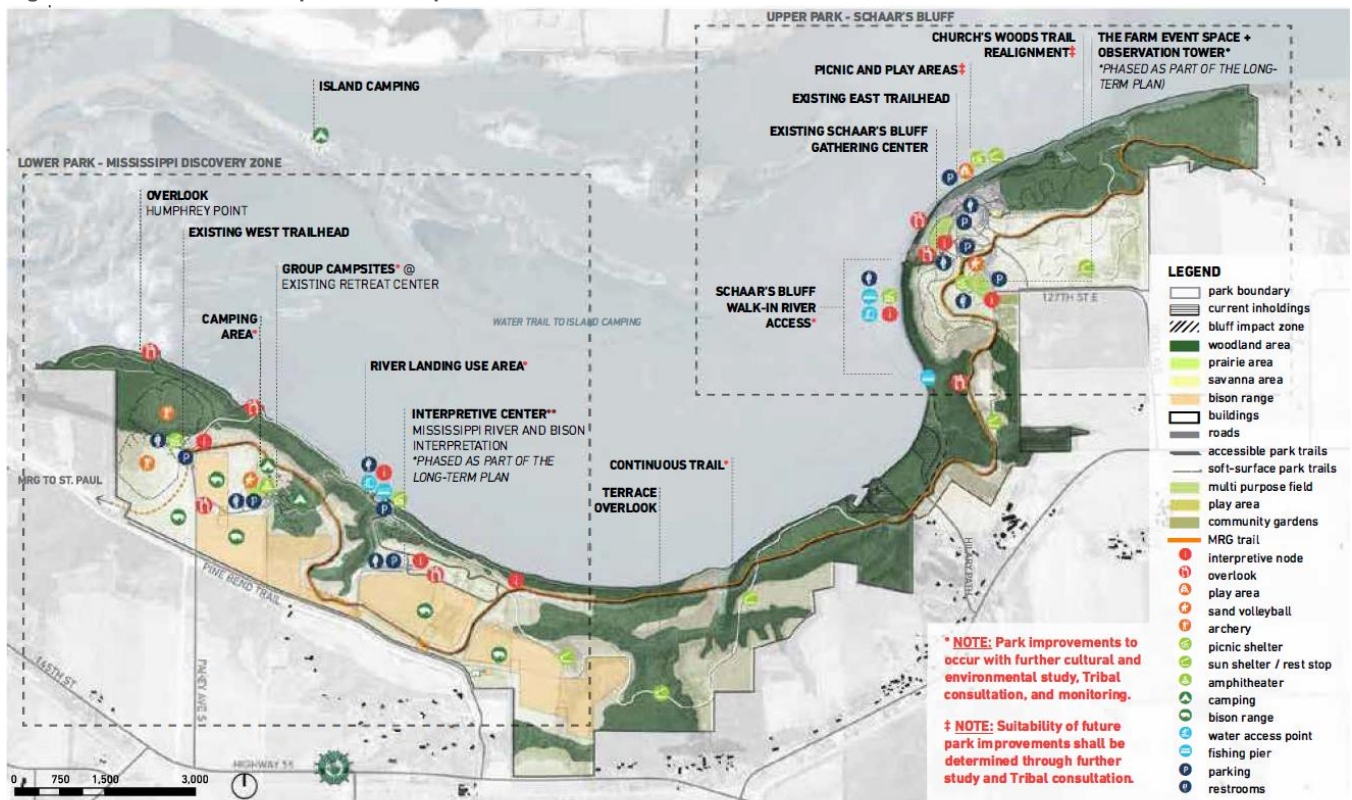 UPPER PARK - SCHAAR'S BLUFF
CHURCH'S WOODS TRAIL
REALIGNMENT‡
THE FARM EVENT SPACE +
OBSERVATION TOWER*
*PHASED AS PART OF THE LONG-
TERM PLAN)
PICNIC AND PLAY AREAS‡
EXISTING EAST TRAILHEAD
EXISTING SCHAAR'S BLUFF
GATHERING CENTER
ISLAND CAMPING
LOWER PARK - MISSISSIPPI DISCOVERY ZONE
OVERLOOK
HUMPHREY POINT
EXISTING WEST TRAILHEAD
GROUP CAMPSITES* @
EXISTING RETREAT CENTER
CAMPING
AREA*
WATER TRAIL TO ISLAND CAMPING
SCHAAR'S BLUFF
WALK-IN RIVER
ACCESS*
127TH ST E
RIVER LANDING USE AREA*
INTERPRETIVE CENTER**
MISSISSIPPI RIVER AND BISON
INTERPRETATION
*PHASED AS PART OF THE
LONG-TERM PLAN
CONTINUOUS TRAIL*
TERRACE
OVERLOOK
MRG TO ST. PAUL
PINE BEND TRAIL
145TH ST
HILARY PATH
HIGHWAY 55
0 750 1,500 3,000
LEGEND
park boundary
current inholdings
bluff impact zone
woodland area
prairie area
savanna area
bison range
buildings
roads
accessible park trails
soft-surface park trails
multi purpose field
play area
community gardens
MRG trail
interpretive node
overlook
play area
sand volleyball
archery
picnic shelter
sun shelter / rest stop
amphitheater
camping
bison range
water access point
fishing pier
P parking
restrooms
* NOTE: Park improvements to
occur with further cultural and
environmental study, Tribal
consultation, and monitoring.
‡ NOTE: Suitability of future
park improvements shall be
determined through further
study and Tribal consultation.